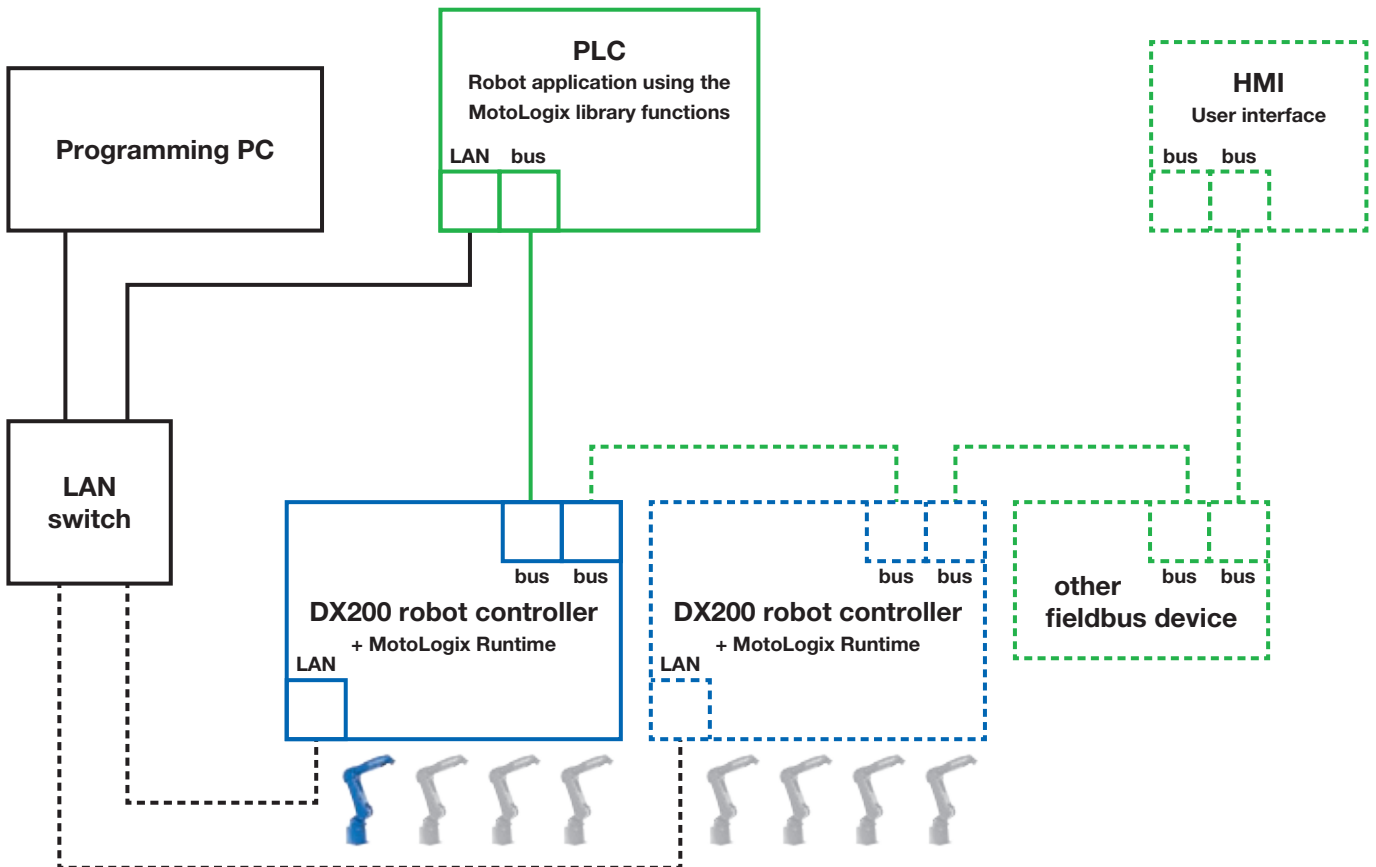 PLC
Robot application using the
MotoLogix library functions
LAN bus
HMI
User interface
bus bus
Programming PC
LAN
switch
bus bus
DX200 robot controller
+ MotoLogix Runtime
LAN
bus bus
DX200 robot controller
+ MotoLogix Runtime
LAN
bus bus
other
fieldbus device